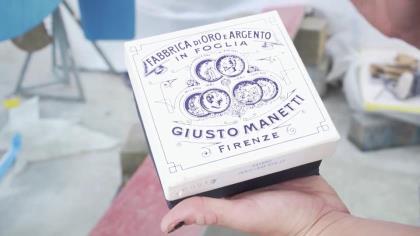 FABBRICA DI ORO E ARGENTO
IN FOGLIA
GIUSTO MANETTI
FIRENZE